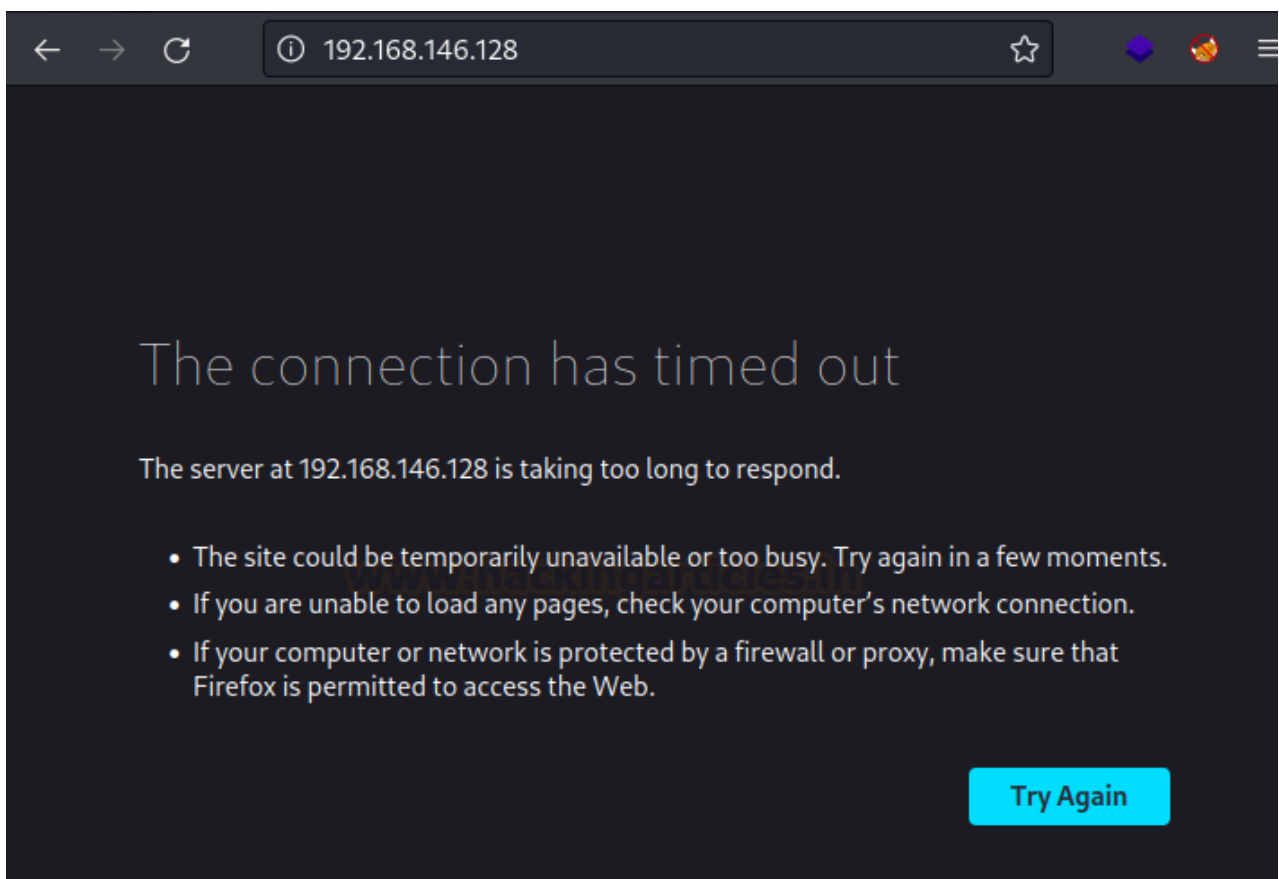 192.168.146.128
The connection has timed out
The server at 192.168.146.128 is taking too long to respond.
• The site could be temporarily unavailable or too busy. Try again in a few moments.
www.hackingarticles.in
• If you are unable to load any pages, check your computer’s network connection.
• If your computer or network is protected by a firewall or proxy, make sure that
Firefox is permitted to access the Web.
Try Again